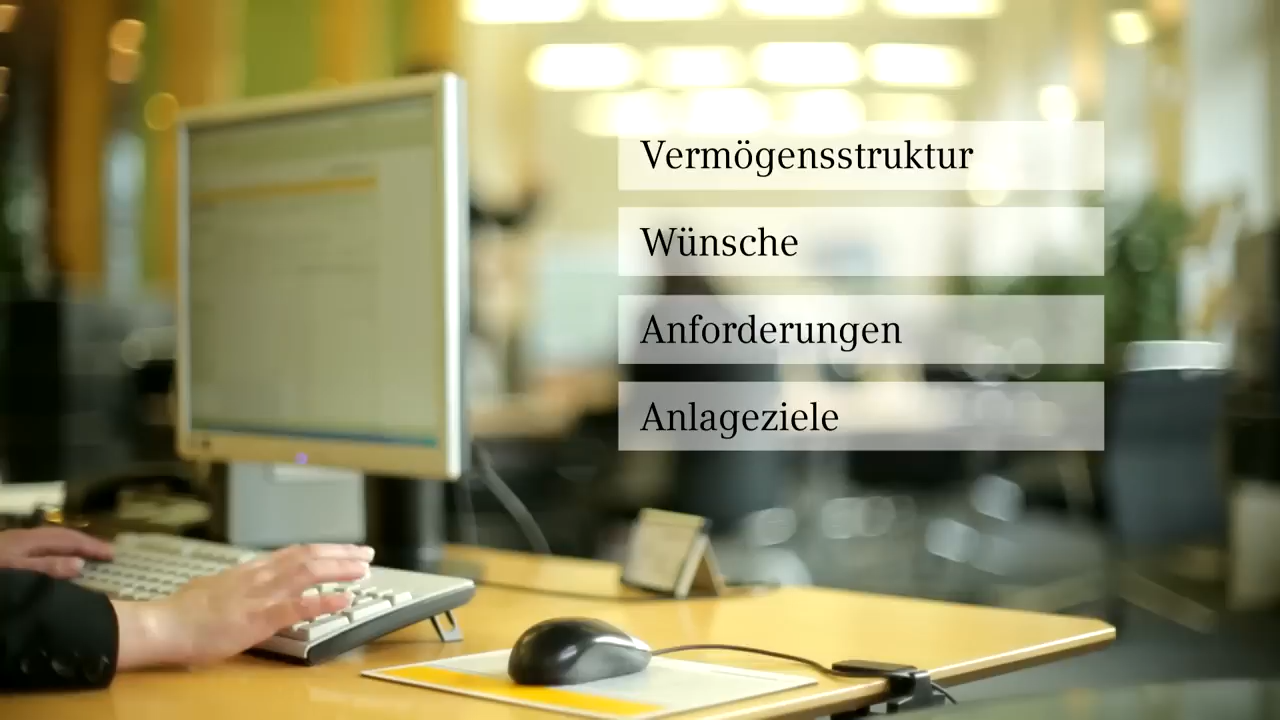 Vermögensstruktur
Wünsche
Anforderungen
Anlageziele